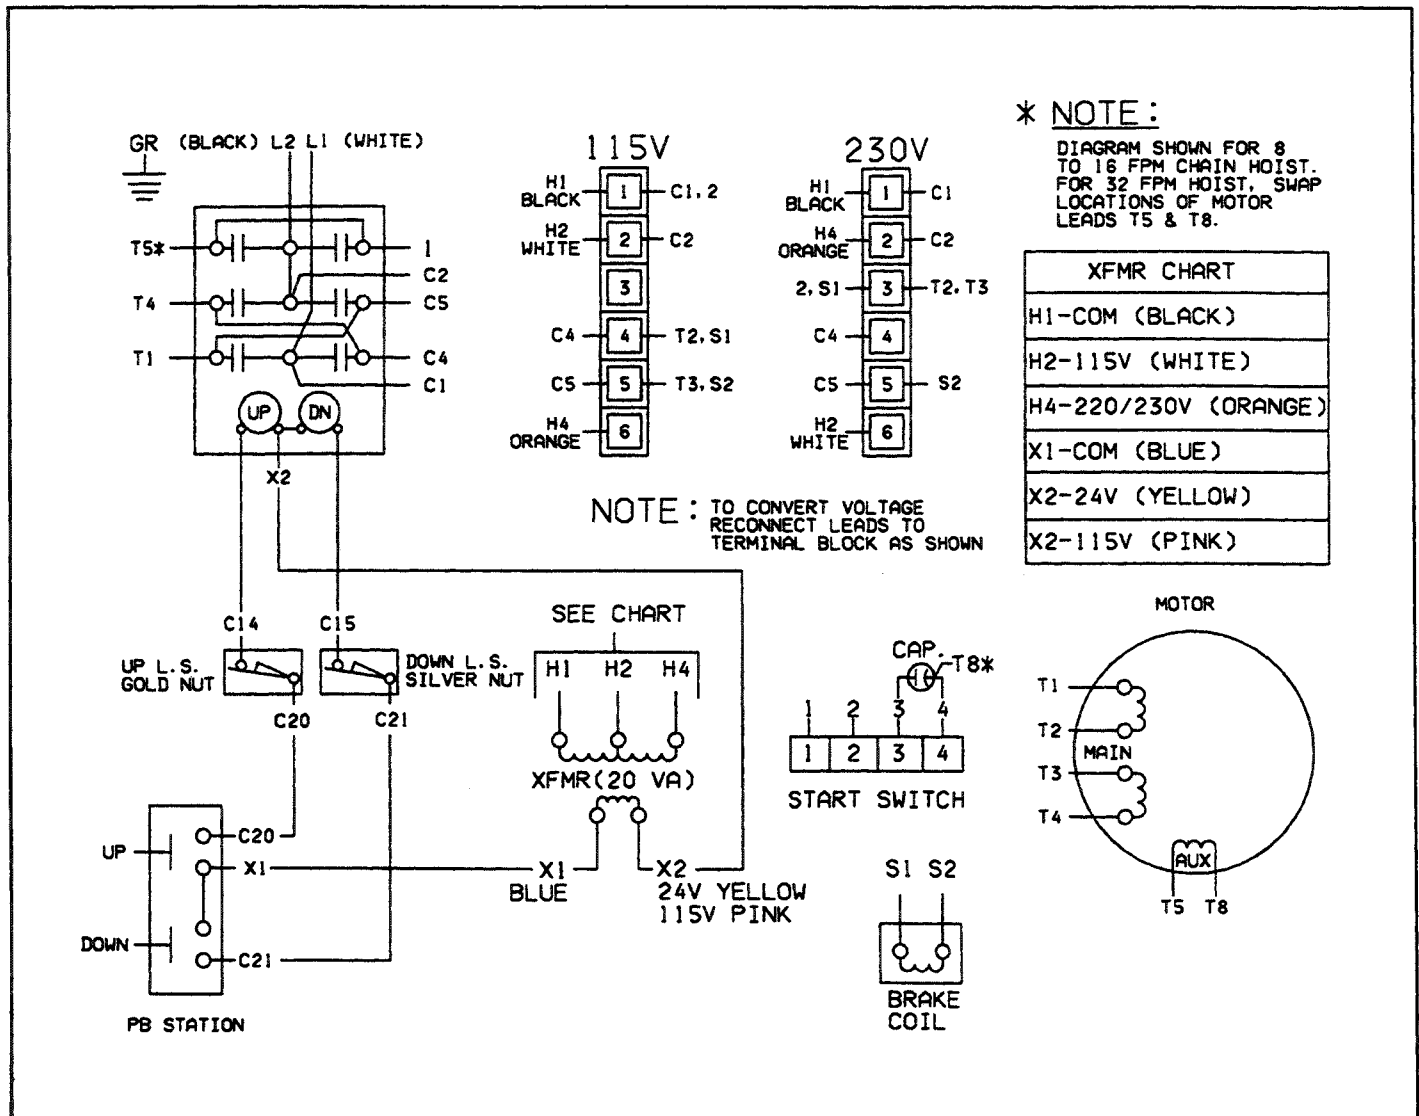 GR (BLACK) L2 L1 (WHITE)
T5*
1
C2
T4
C5
T1
C4
C1
UP
DN
X2
115V
H1
BLACK
1
C1,2
H2
WHITE
2
C2
3
C4
4
T2,S1
C5
5
T3,S2
H4
ORANGE
6
230V
H1
BLACK
1
C1
H4
ORANGE
2
C2
2,S1
3
T2,T3
C4
4
C5
5
S2
H2
WHITE
6
NOTE: TO CONVERT VOLTAGE
RECONNECT LEADS TO
TERMINAL BLOCK AS SHOWN
* NOTE:
DIAGRAM SHOWN FOR 8
TO 16 FPM CHAIN HOIST.
FOR 32 FPM HOIST, SWAP
LOCATIONS OF MOTOR
LEADS T5 & T8.
XFMR CHART
H1-COM (BLACK)
H2-115V (WHITE)
H4-220/230V (ORANGE)
X1-COM (BLUE)
X2-24V (YELLOW)
X2-115V (PINK)
C14
C15
UP L.S.
GOLD NUT
DOWN L.S.
SILVER NUT
C20
C21
SEE CHART
H1 H2 H4
XFMR(20 VA)
X1
BLUE
X2
24V YELLOW
115V PINK
CAP.
T8*
1 2 3 4
1 2 3 4
START SWITCH
MOTOR
T1
T2
MAIN
T3
T4
AUX
T5 T8
UP
C20
X1
DOWN
C21
PB STATION
S1 S2
BRAKE
COIL